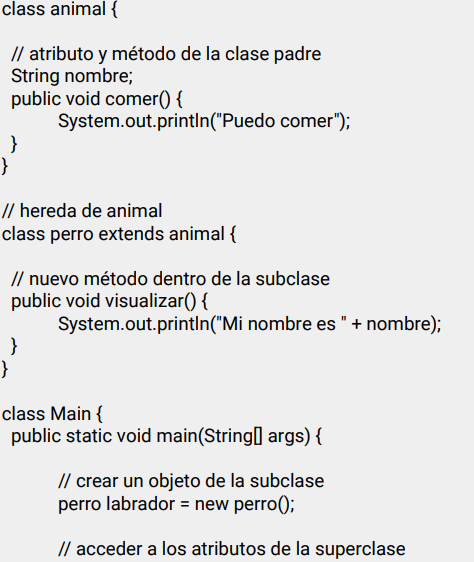 class animal {
// atributo y método de la clase padre
String nombre;
public void comer() {
System.out.println("Puedo comer");
}
}
// hereda de animal
class perro extends animal {
// nuevo método dentro de la subclase
public void visualizar() {
System.out.println("Mi nombre es " + nombre);
}
}
class Main {
public static void main(String[] args) {
// crear un objeto de la subclase
perro labrador = new perro();
// acceder a los atributos de la superclase